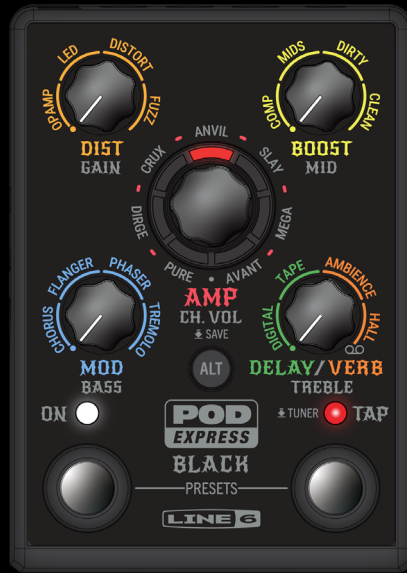 OPAMP LED DISTORT FUZZ
DIST
GAIN
COMP MIDS DIRTY CLEAN
BOOST
MID
PURE DIRGE CRUX ANVIL SLAY MEGA AVANT
AMP
CH. VOL
SAVE
CHORUS FLANGER PHASER TREMOLO
MOD
BASS
DIGITAL TAPE AMBIENCE HALL
DELAY/VERB
TREBLE
ALT
ON
TUNER
TAP
POD
EXPRESS
BLACK
PRESETS
LINE 6